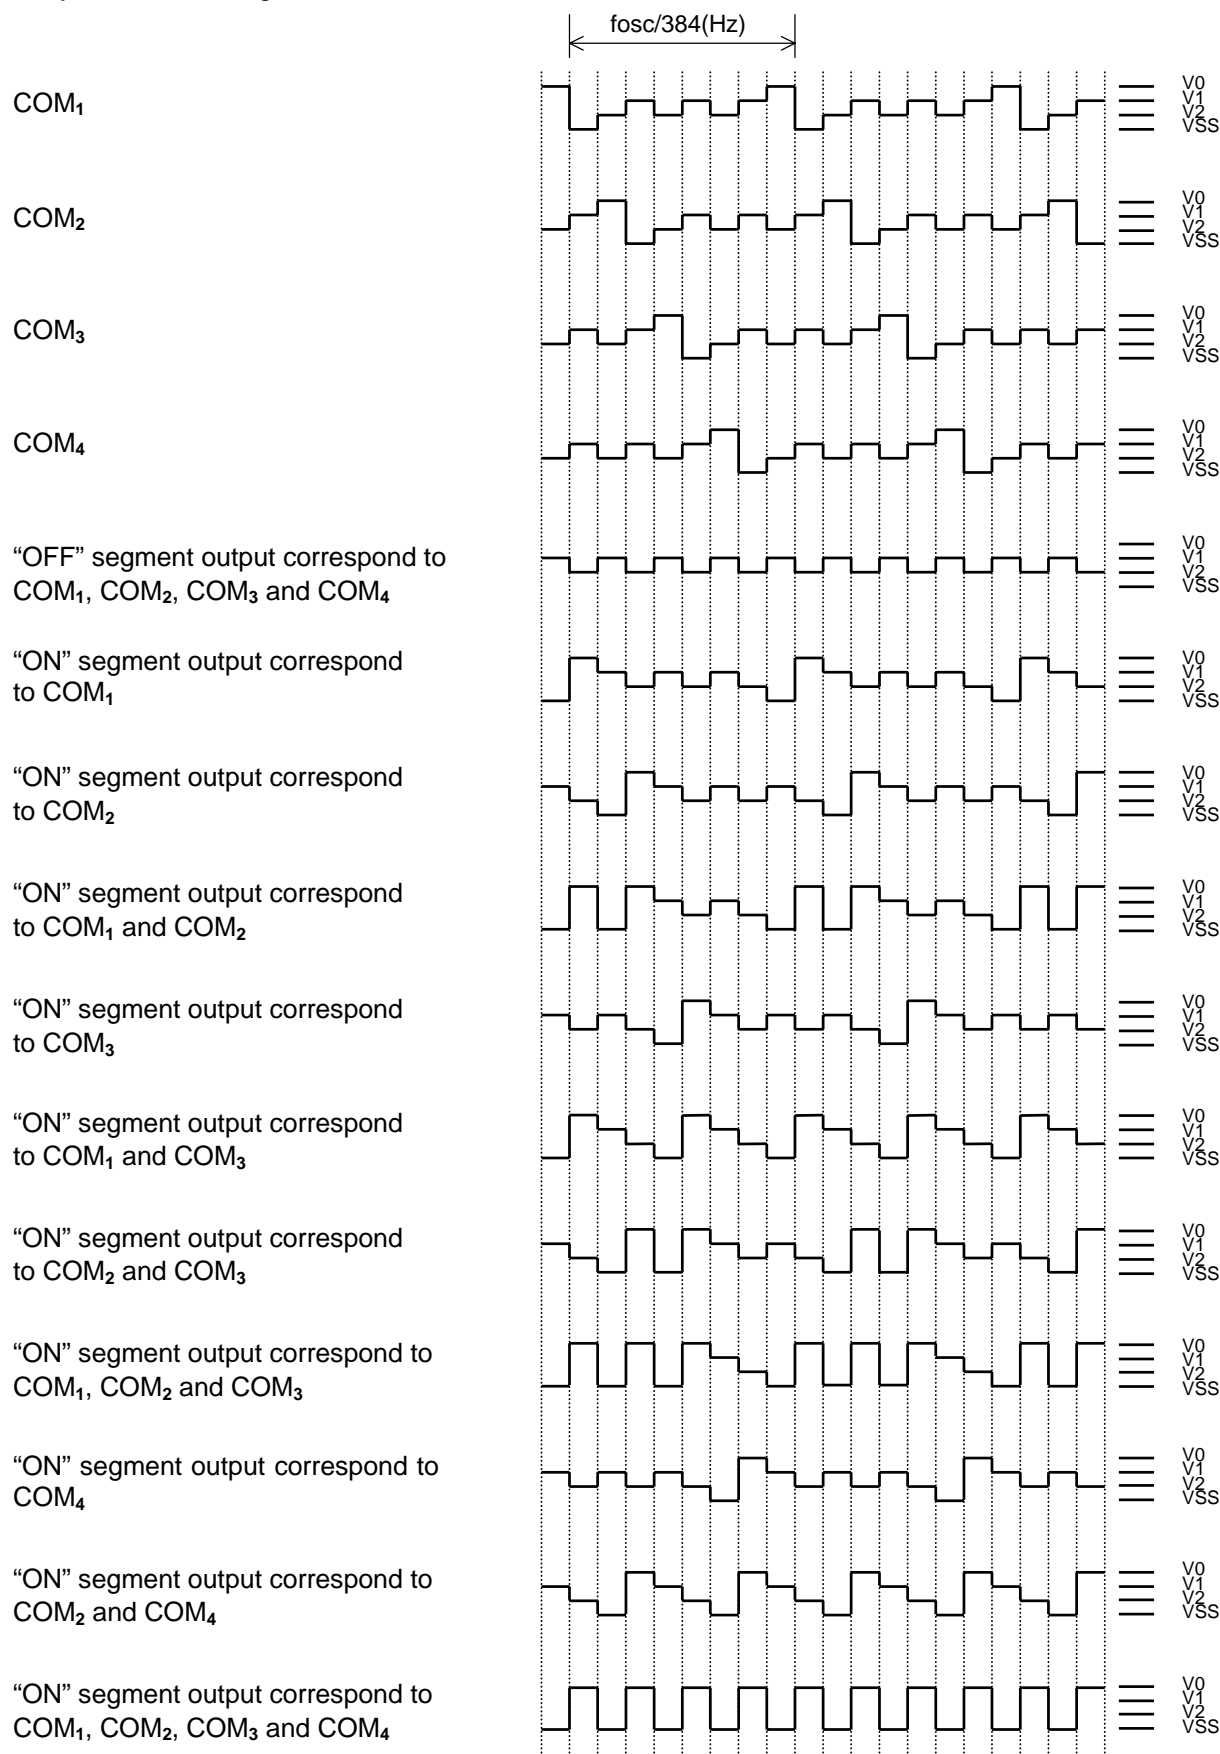 fosc/384(Hz)
COM₁
V0
V1
V2
VSS
COM₂
V0
V1
V2
VSS
COM₃
V0
V1
V2
VSS
COM₄
V0
V1
V2
VSS
“OFF” segment output correspond to
COM₁, COM₂, COM₃ and COM₄
V0
V1
V2
VSS
“ON” segment output correspond
to COM₁
V0
V1
V2
VSS
“ON” segment output correspond
to COM₂
V0
V1
V2
VSS
“ON” segment output correspond
to COM₁ and COM₂
V0
V1
V2
VSS
“ON” segment output correspond
to COM₃
V0
V1
V2
VSS
“ON” segment output correspond
to COM₁ and COM₃
V0
V1
V2
VSS
“ON” segment output correspond
to COM₂ and COM₃
V0
V1
V2
VSS
“ON” segment output correspond to
COM₁, COM₂ and COM₃
V0
V1
V2
VSS
“ON” segment output correspond to
COM₄
V0
V1
V2
VSS
“ON” segment output correspond to
COM₂ and COM₄
V0
V1
V2
VSS
“ON” segment output correspond to
COM₁, COM₂, COM₃ and COM₄
V0
V1
V2
VSS